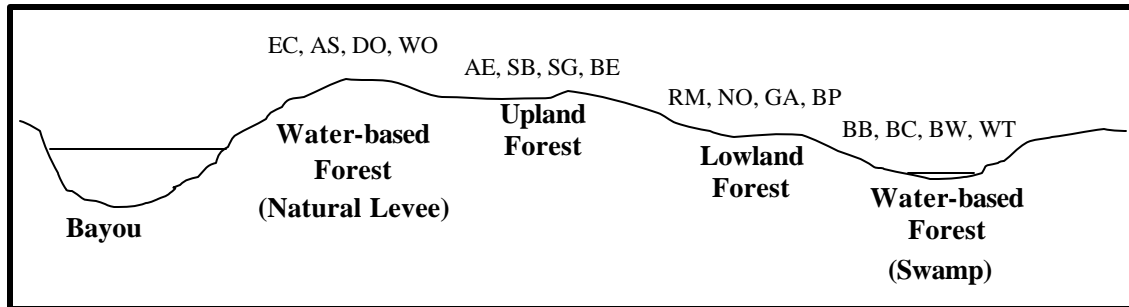 EC, AS, DO, WO
AE, SB, SG, BE
RM, NO, GA, BP
BB, BC, BW, WT
Water-based
Forest
(Natural Levee)
Upland
Forest
Lowland
Forest
Water-based
Forest
(Swamp)
Bayou